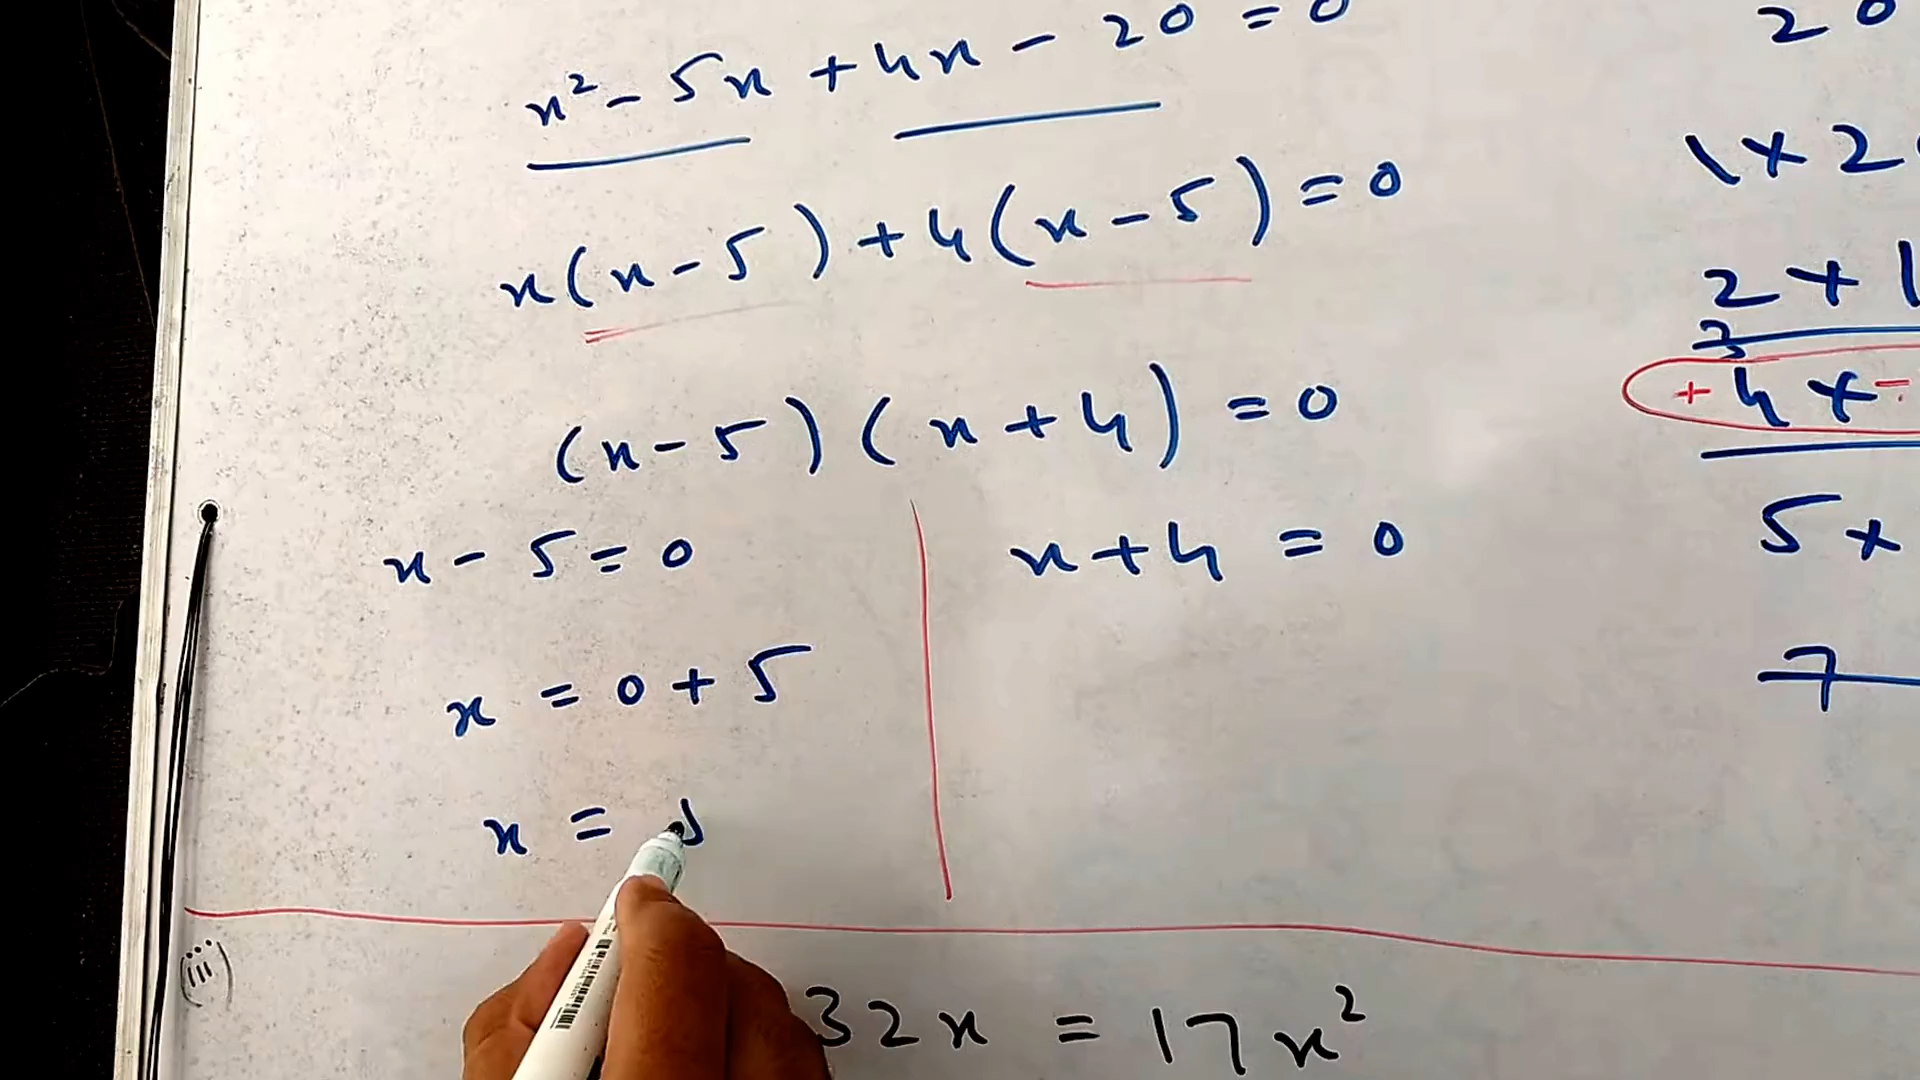 x² - 5x + 4x - 20 = 0
x(x - 5) + 4(x - 5) = 0
(x - 5)(x + 4) = 0
x - 5 = 0
x = 0 + 5
x =
x + 4 = 0
20
1 × 2
2 + 1
+4 × -
5 ×
7
(iii)
32x = 17x²